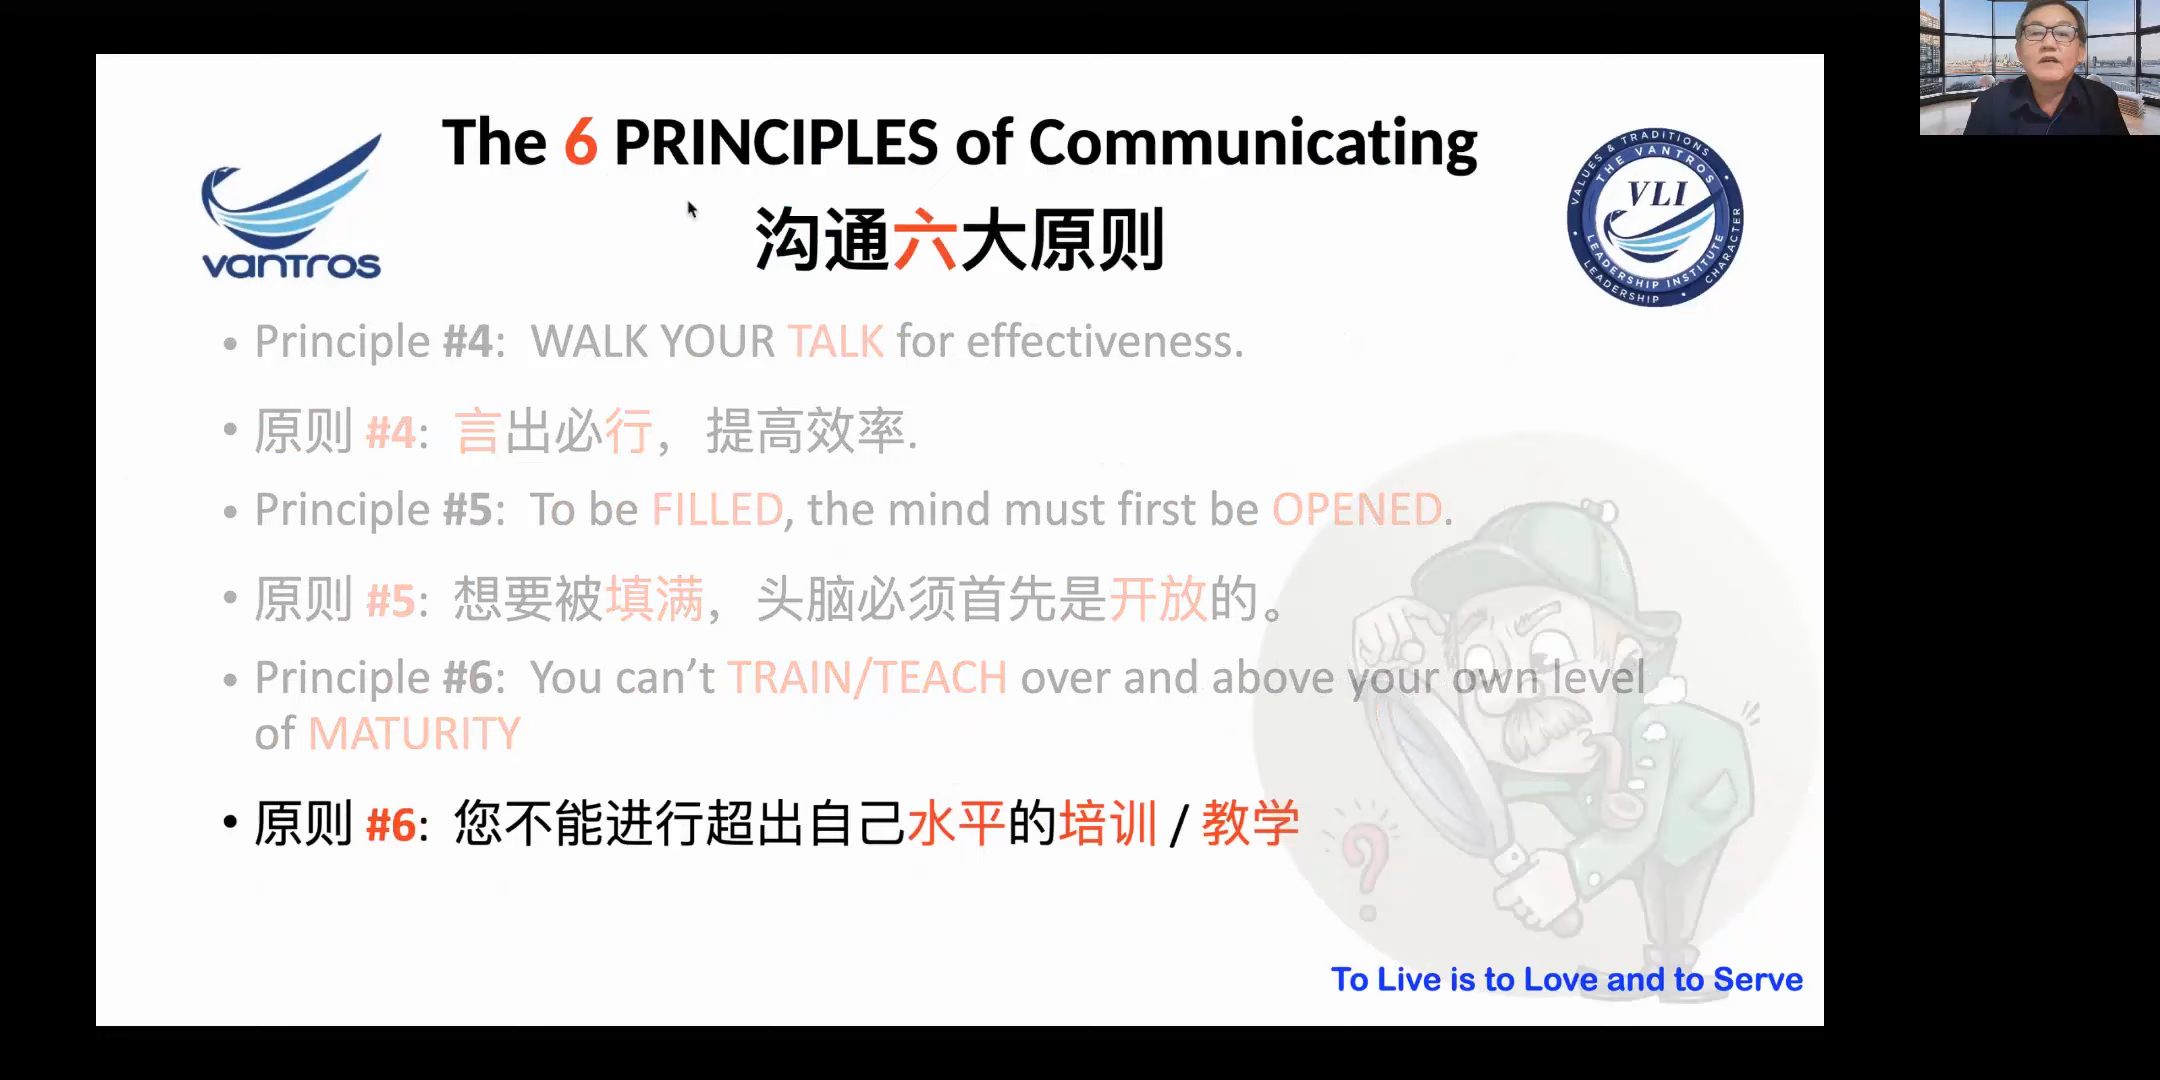 The 6 PRINCIPLES of Communicating
沟通六大原则
vanTros
VALUES & TRADITIONS
THE VANTROS
VLI
LEADERSHIP INSTITUTE
LEADERSHIP • CHARACTER
• Principle #4: WALK YOUR TALK for effectiveness.
• 原则 #4: 言出必行，提高效率.
• Principle #5: To be FILLED, the mind must first be OPENED.
• 原则 #5: 想要被填满，头脑必须首先是开放的。
• Principle #6: You can’t TRAIN/TEACH over and above your own level
of MATURITY
• 原则 #6: 您不能进行超出自己水平的培训 / 教学
?
To Live is to Love and to Serve